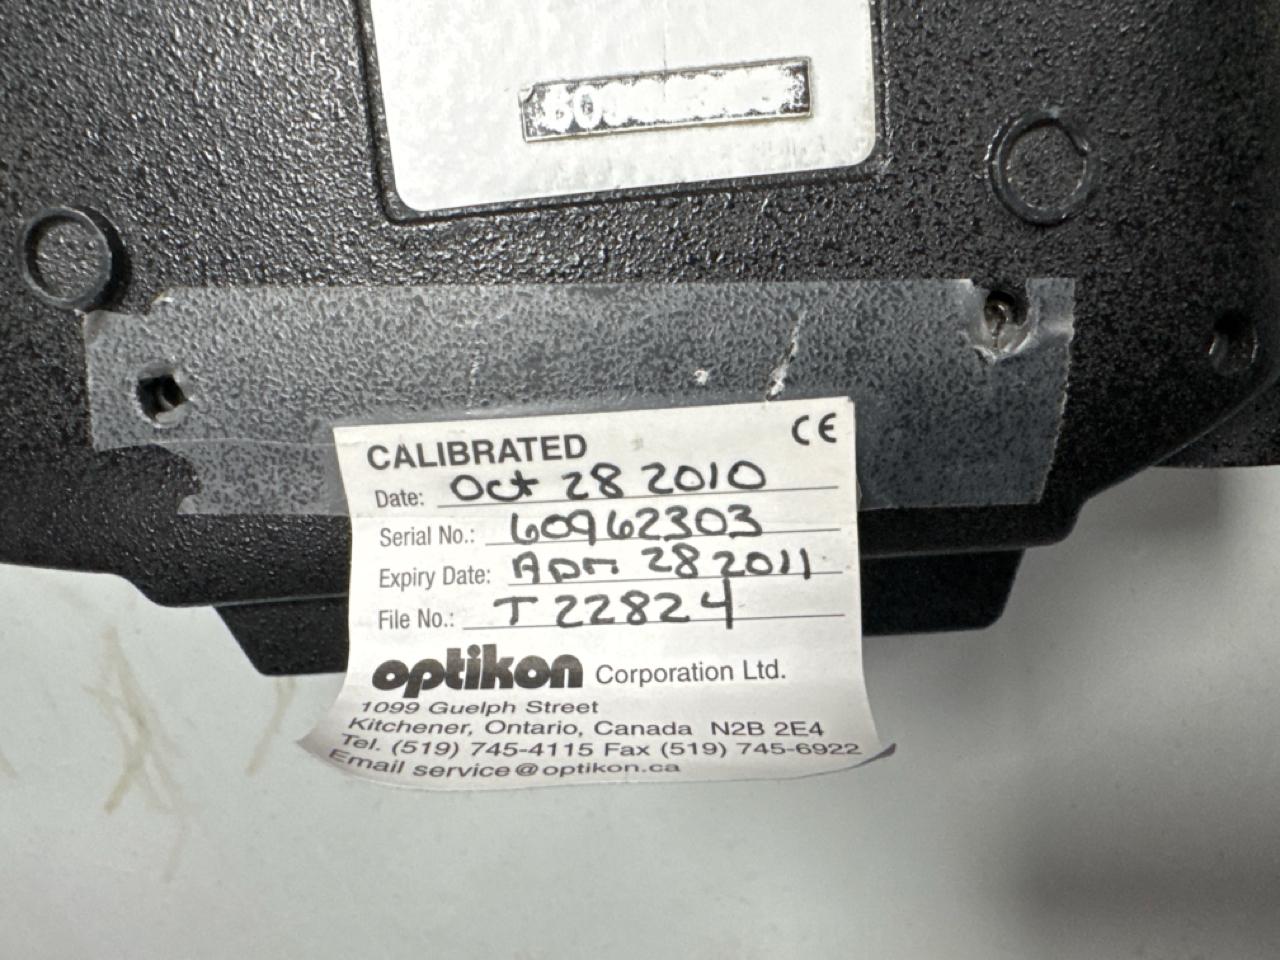 CALIBRATED CE
Date: Oct 28 2010
Serial No.: 60962303
Expiry Date: Apri 28 2011
File No.: T22824
optikon Corporation Ltd.
1099 Guelph Street
Kitchener, Ontario, Canada N2B 2E4
Tel. (519) 745-4115 Fax (519) 745-6922
Email service@optikon.ca